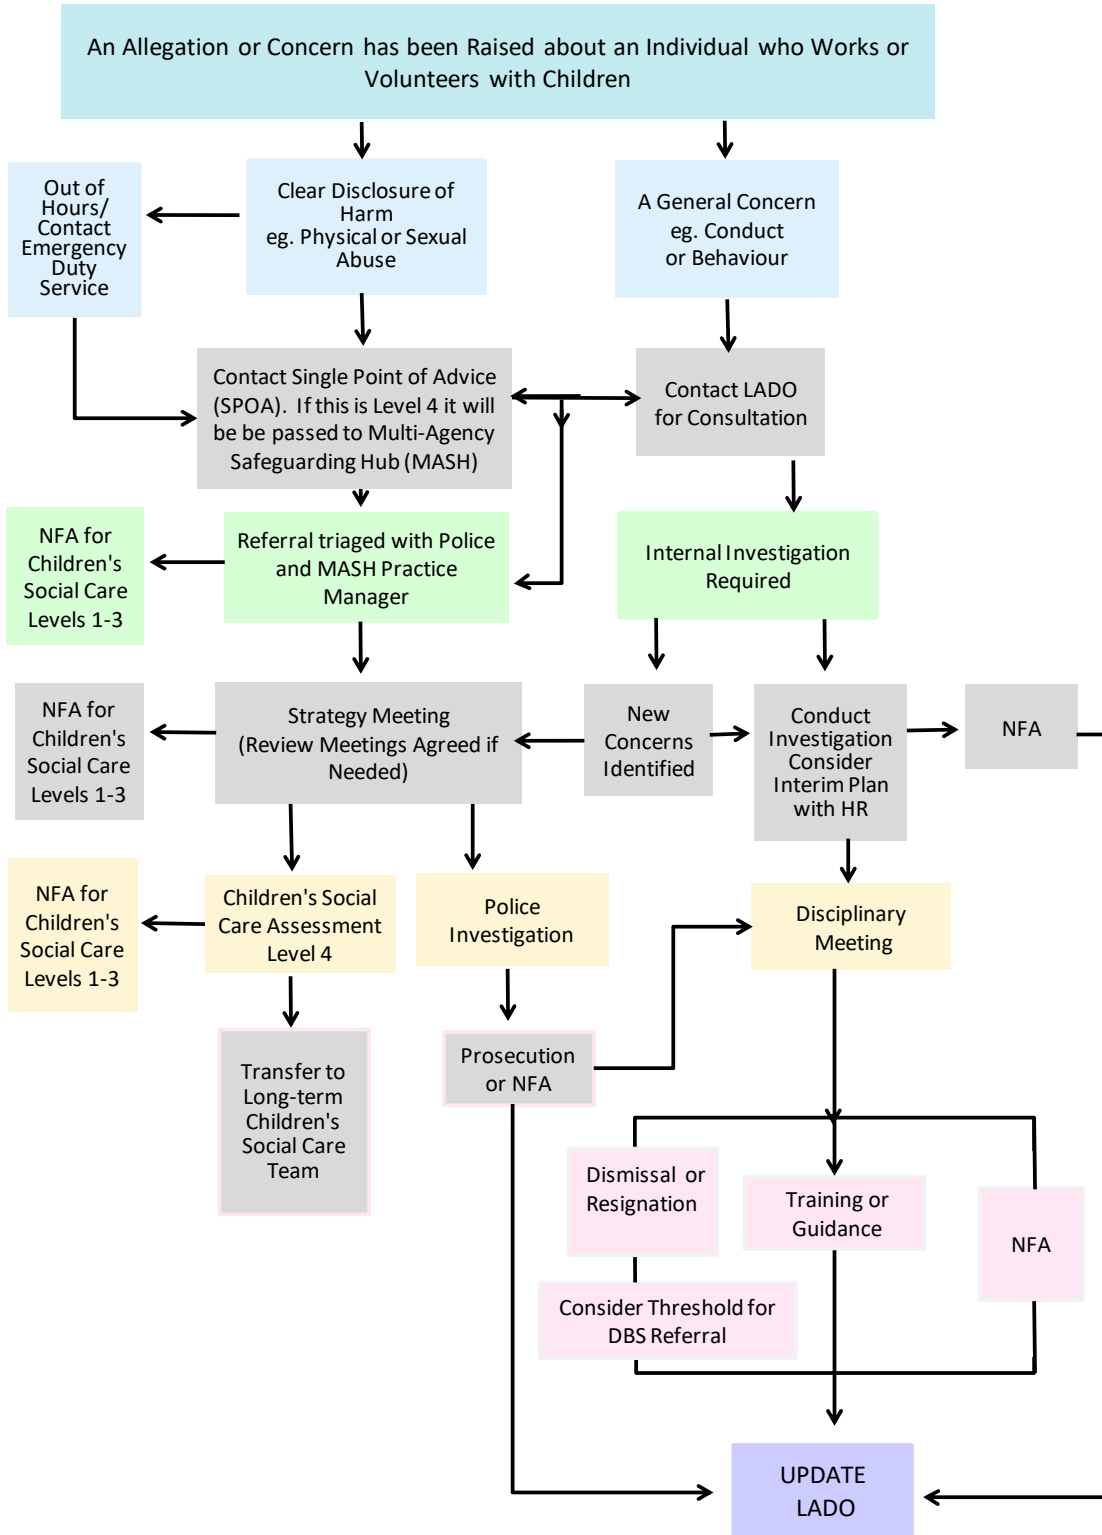 An Allegation or Concern has been Raised about an Individual who Works or
Volunteers with Children
Out of
Hours/
Contact
Emergency
Duty
Service
Clear Disclosure of
Harm
eg. Physical or Sexual
Abuse
A General Concern
eg. Conduct
or Behaviour
Contact Single Point of Advice
(SPOA). If this is Level 4 it will
be be passed to Multi-Agency
Safeguarding Hub (MASH)
Contact LADO
for Consultation
NFA for
Children's
Social Care
Levels 1-3
Referral triaged with Police
and MASH Practice
Manager
Internal Investigation
Required
NFA for
Children's
Social Care
Levels 1-3
Strategy Meeting
(Review Meetings Agreed if
Needed)
New
Concerns
Identified
Conduct
Investigation
Consider
Interim Plan
with HR
NFA
NFA for
Children's
Social Care
Levels 1-3
Children's Social
Care Assessment
Level 4
Police
Investigation
Disciplinary
Meeting
Transfer to
Long-term
Children's
Social Care
Team
Prosecution
or NFA
Dismissal or
Resignation
Training or
Guidance
NFA
Consider Threshold for
DBS Referral
UPDATE
LADO